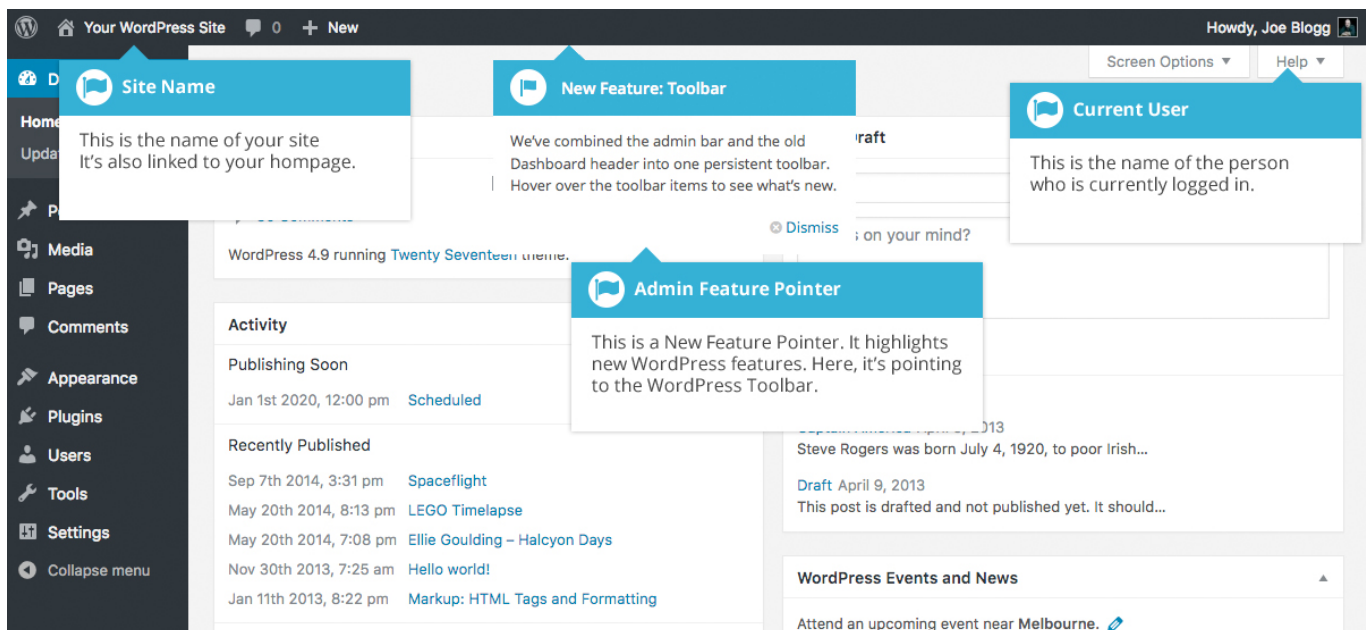 Your WordPress Site 0 New
Howdy, Joe Blogg
Screen Options
Help
D
Home
P
Media
Pages
Comments
Appearance
Plugins
Users
Tools
Settings
Collapse menu
Site Name
This is the name of your site
It's also linked to your hompage.
New Feature: Toolbar
We've combined the admin bar and the old
Dashboard header into one persistent toolbar.
Hover over the toolbar items to see what's new.
Dismiss
Current User
This is the name of the person
who is currently logged in.
WordPress 4.9 running Twenty Seventeen theme.
raft
on your mind?
Admin Feature Pointer
This is a New Feature Pointer. It highlights
new WordPress features. Here, it's pointing
to the WordPress Toolbar.
Activity
Publishing Soon
Jan 1st 2020, 12:00 pm Scheduled
Recently Published
Sep 7th 2014, 3:31 pm Spaceflight
May 20th 2014, 8:13 pm LEGO Timelapse
May 20th 2014, 7:08 pm Ellie Goulding – Halcyon Days
Nov 30th 2013, 7:25 am Hello world!
Jan 11th 2013, 8:22 pm Markup: HTML Tags and Formatting
2013
Steve Rogers was born July 4, 1920, to poor Irish...
Draft April 9, 2013
This post is drafted and not published yet. It should...
WordPress Events and News
Attend an upcoming event near Melbourne.